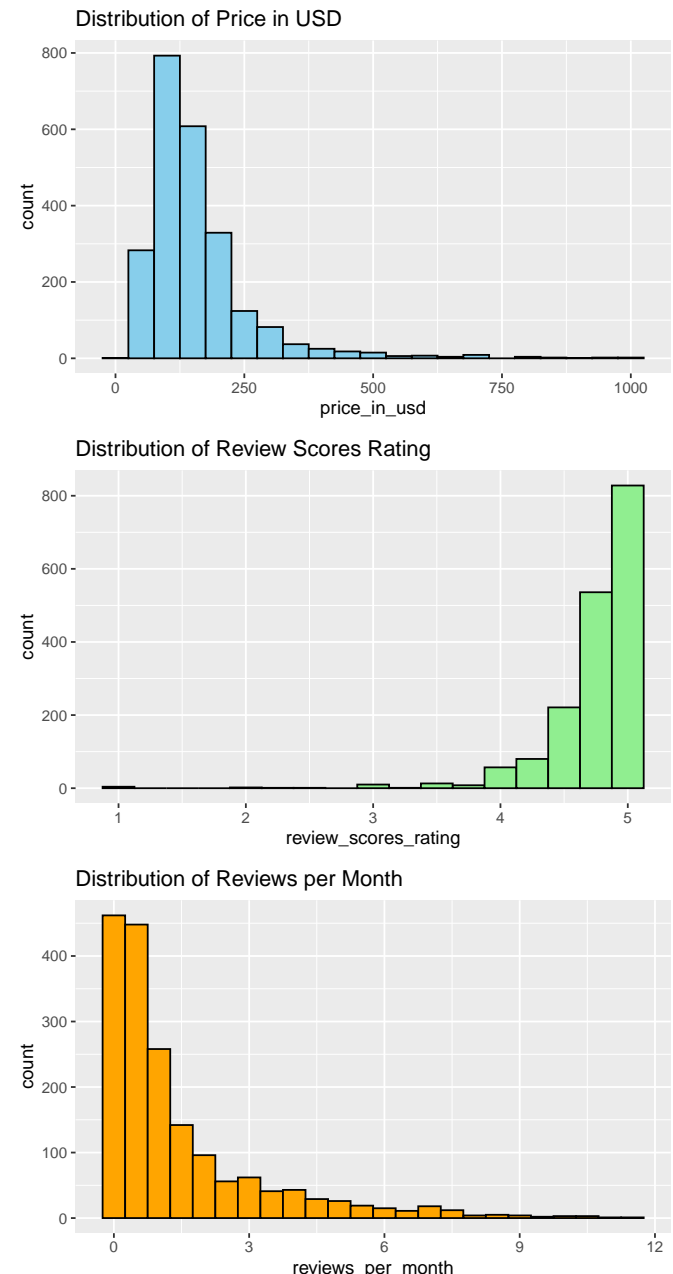 Distribution of Price in USD
800
600
400
200
0
count
0 250 500 750 1000
price_in_usd
Distribution of Review Scores Rating
800
600
400
200
0
count
1 2 3 4 5
review_scores_rating
Distribution of Reviews per Month
400
300
200
100
0
count
0 3 6 9 12
reviews_per_month